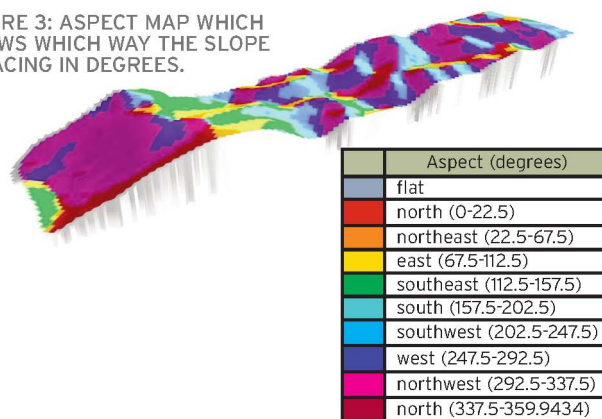 RE 3: ASPECT MAP WHICH
WS WHICH WAY THE SLOPE
ACING IN DEGREES.
Aspect (degrees)
flat
north (0-22.5)
northeast (22.5-67.5)
east (67.5-112.5)
southeast (112.5-157.5)
south (157.5-202.5)
southwest (202.5-247.5)
west (247.5-292.5)
northwest (292.5-337.5)
north (337.5-359.9434)